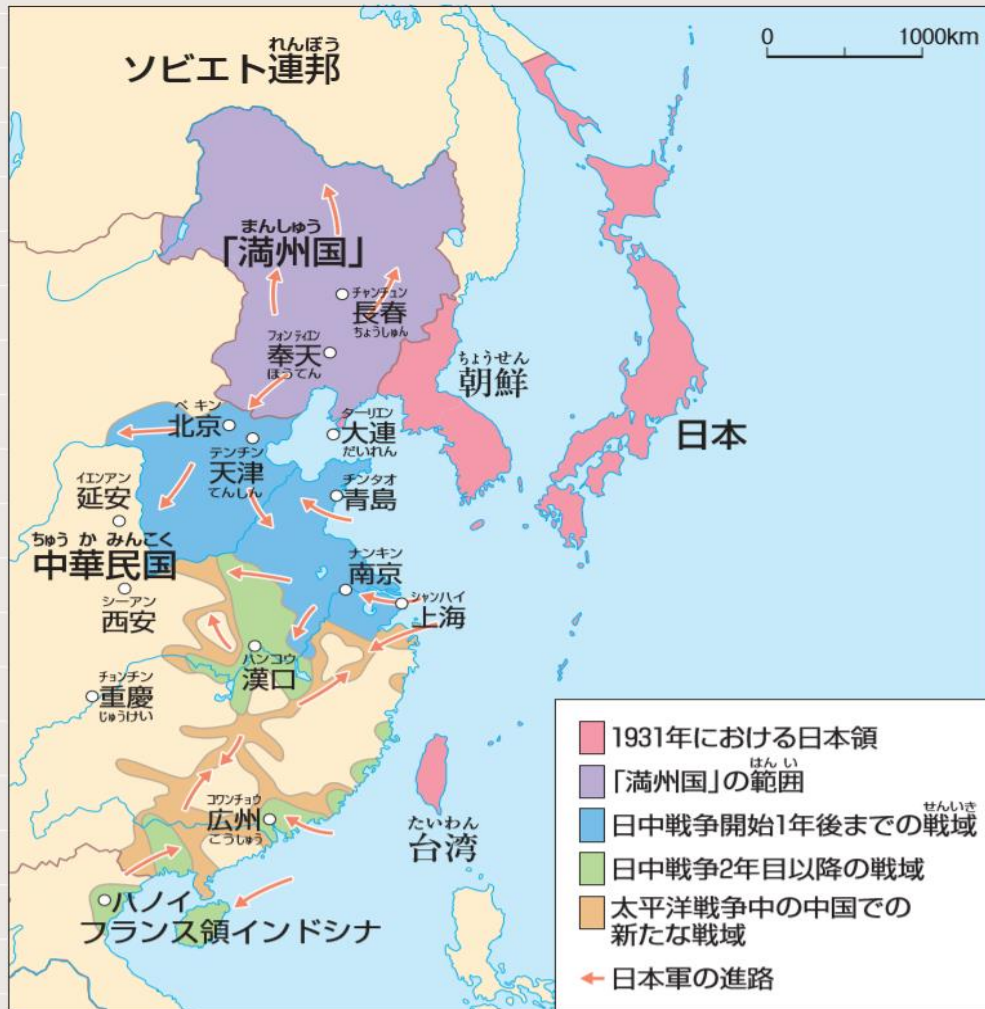 0 1000km
れんぽう
ソビエト連邦
まんしゅう
「満州国」
チャンチュン
長春
ちょうしゅん
フォンティエン
奉天
ほうてん
ちょうせん
朝鮮
ペキン
北京
ターリエン
大連
だいれん
日本
テンチン
天津
てんしん
イエンアン
延安
チンタオ
青島
ちゅうかみんこく
中華民国
ナンキン
南京
シャンハイ
上海
シーアン
西安
ハンコウ
漢口
チョンチン
重慶
じゅうけい
コワンチョウ
広州
こうしゅう
たいわん
台湾
ハノイ
フランス領インドシナ
1931年における日本領
はんい
「満州国」の範囲
せんいき
日中戦争開始1年後までの戦域
日中戦争2年目以降の戦域
太平洋戦争中の中国での
新たな戦域
日本軍の進路